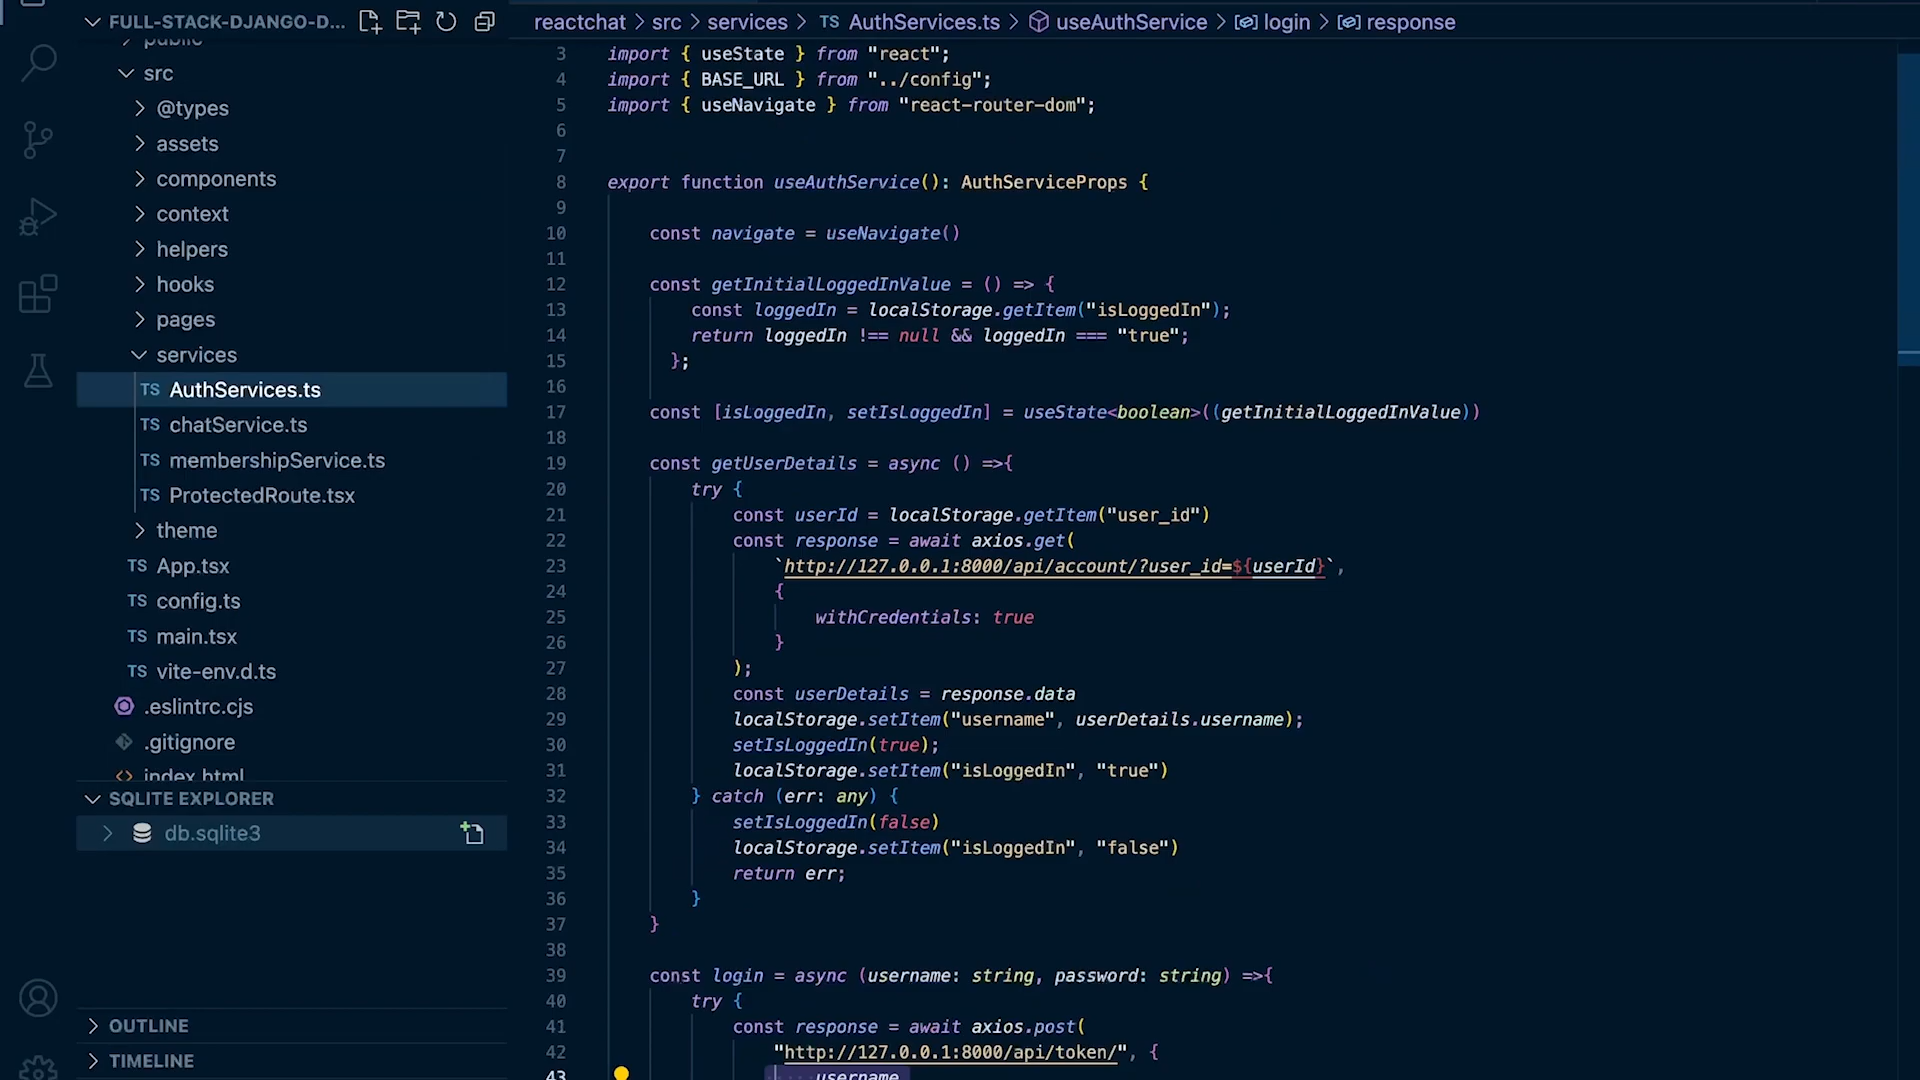 FULL-STACK-DJANGO-D...
public
src
@types
assets
components
context
helpers
hooks
pages
services
TS AuthServices.ts
TS chatService.ts
TS membershipService.ts
TS ProtectedRoute.tsx
theme
TS App.tsx
TS config.ts
TS main.tsx
TS vite-env.d.ts
.eslintrc.cjs
.gitignore
index.html
SQLITE EXPLORER
db.sqlite3
OUTLINE
TIMELINE
reactchat > src > services > TS AuthServices.ts > useAuthService > login > response
3 import { useState } from "react";
4 import { BASE_URL } from "../config";
5 import { useNavigate } from "react-router-dom";
6
7
8 export function useAuthService(): AuthServiceProps {
9
10 const navigate = useNavigate()
11
12 const getInitialLoggedInValue = () => {
13 const loggedIn = localStorage.getItem("isLoggedIn");
14 return loggedIn !== null && loggedIn === "true";
15 };
16
17 const [isLoggedIn, setIsLoggedIn] = useState<boolean>((getInitialLoggedInValue))
18
19 const getUserDetails = async () =>{
20 try {
21 const userId = localStorage.getItem("user_id")
22 const response = await axios.get(
23 `http://127.0.0.1:8000/api/account/?user_id=${userId}`,
24 {
25 withCredentials: true
26 }
27 );
28 const userDetails = response.data
29 localStorage.setItem("username", userDetails.username);
30 setIsLoggedIn(true);
31 localStorage.setItem("isLoggedIn", "true")
32 } catch (err: any) {
33 setIsLoggedIn(false)
34 localStorage.setItem("isLoggedIn", "false")
35 return err;
36 }
37 }
38
39 const login = async (username: string, password: string) =>{
40 try {
41 const response = await axios.post(
42 "http://127.0.0.1:8000/api/token/", {
43 username